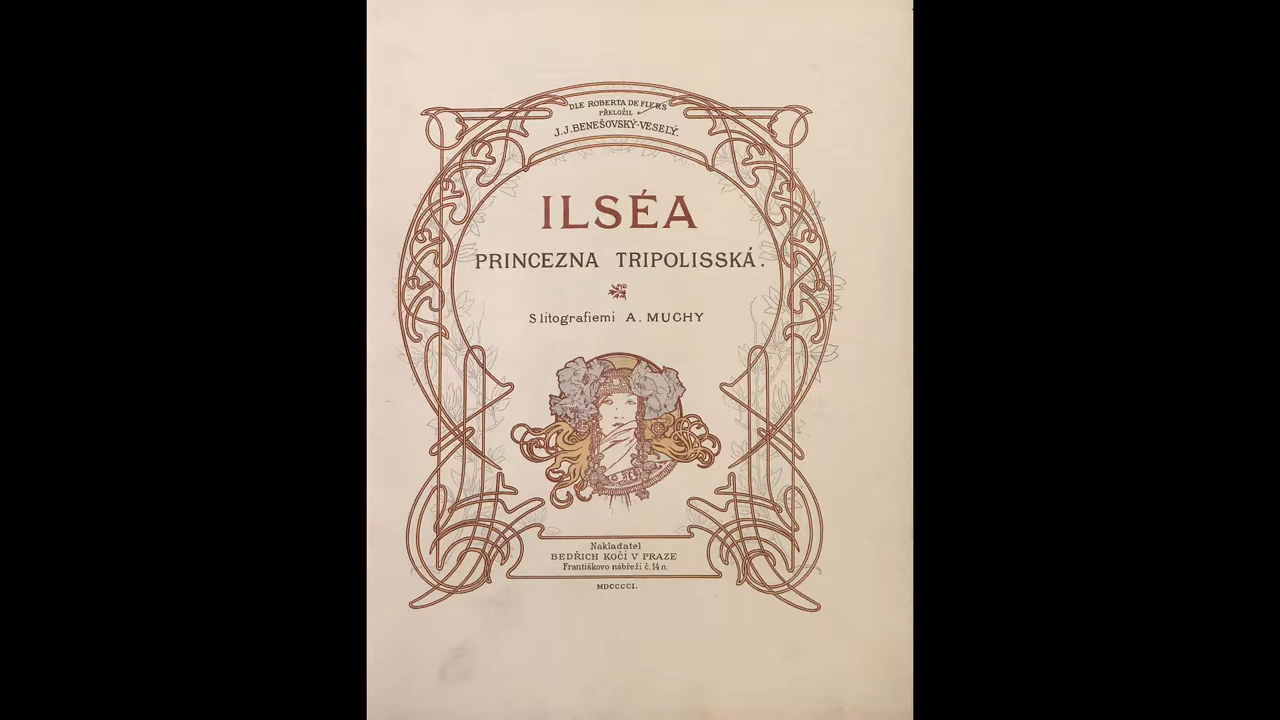 DLE ROBERTA DE FLERS
PŘELOŽIL
J. J. BENEŠOVSKÝ-VESELÝ.
ILSÉA
PRINCEZNA TRIPOLISSKÁ.
S litografiemi A. MUCHY
Nakladatel
BEDŘICH KOČÍ V PRAZE
Františkovo nábřeží č. 14 n.
MDCCCCI.